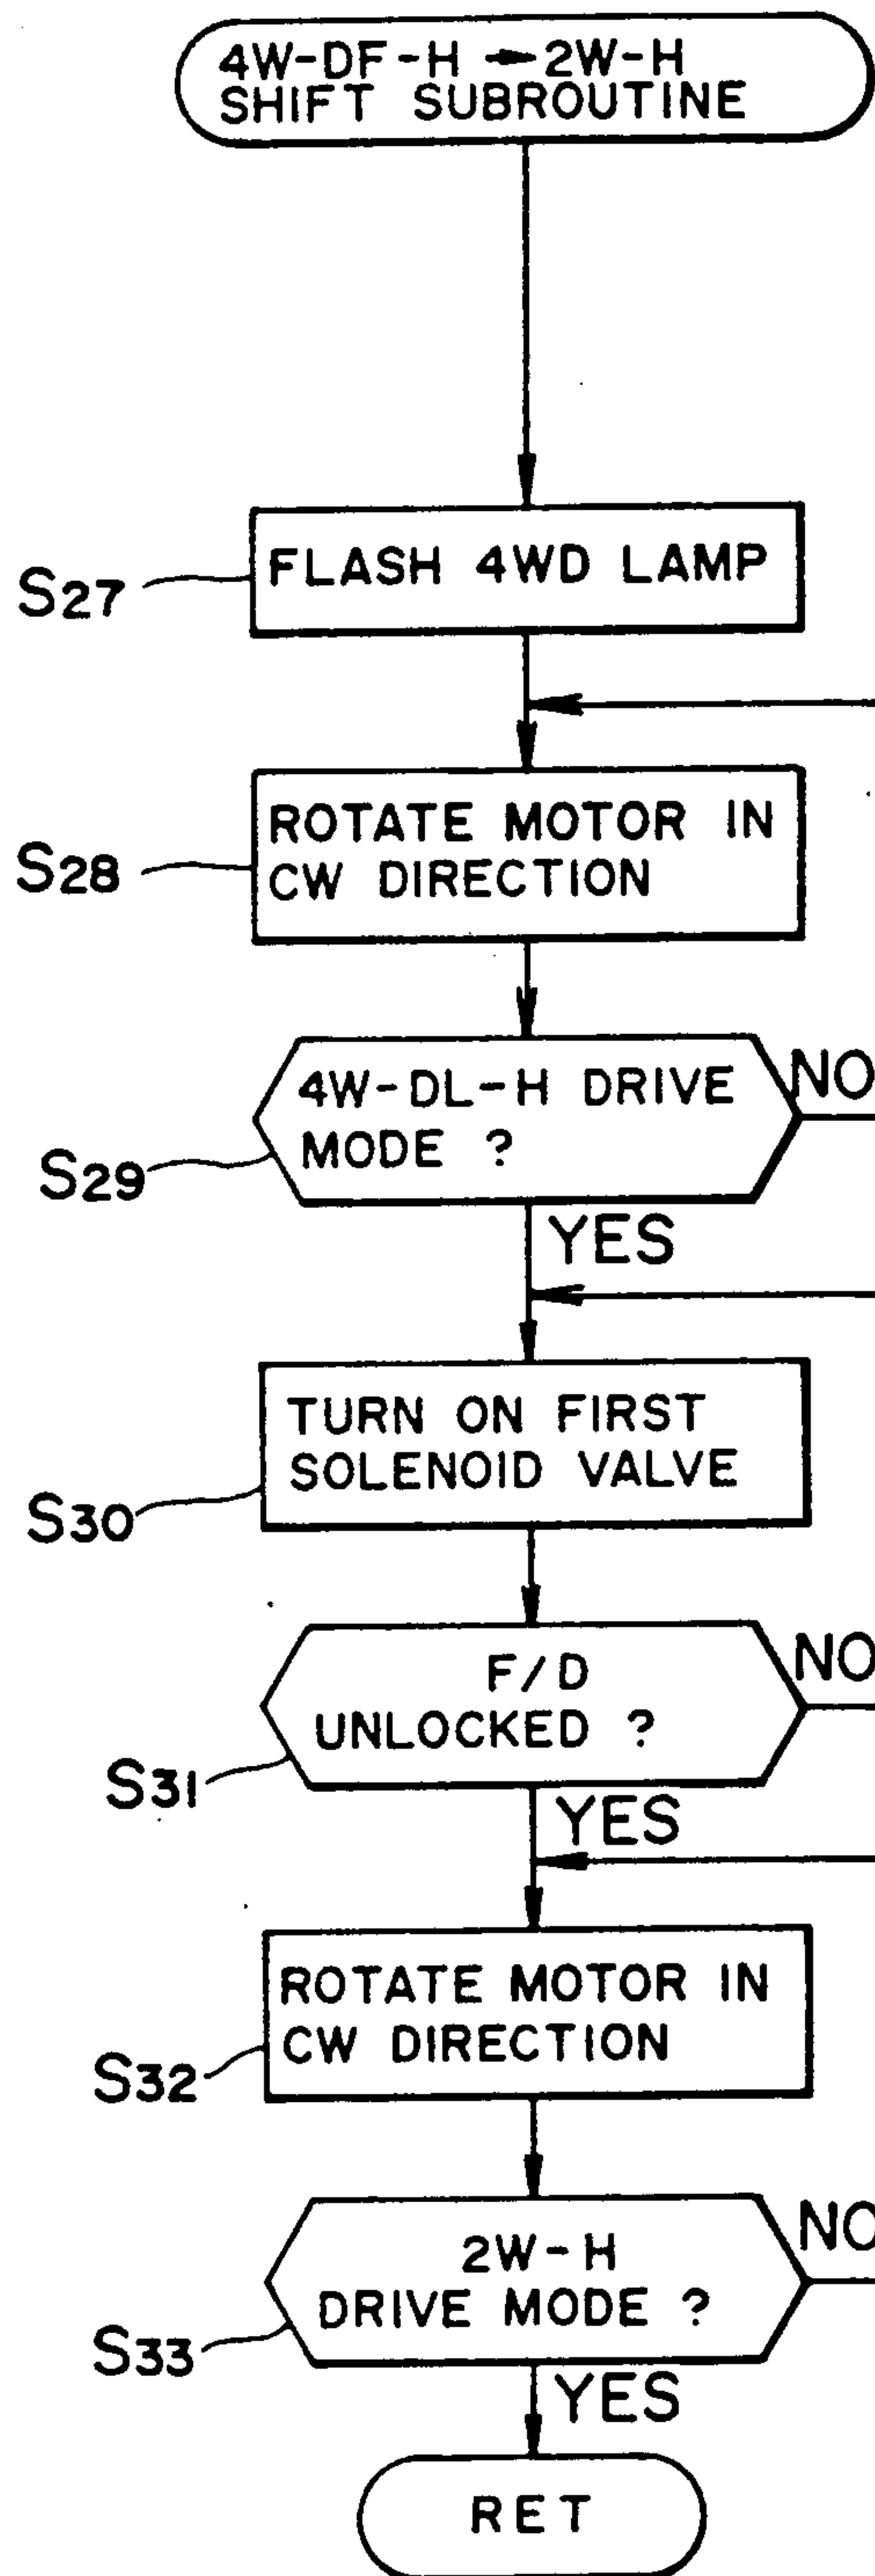 4W-DF-H → 2W-H
SHIFT SUBROUTINE
S27
FLASH 4WD LAMP
S28
ROTATE MOTOR IN
CW DIRECTION
S29
4W-DL-H DRIVE
MODE ?
NO
YES
S30
TURN ON FIRST
SOLENOID VALVE
S31
F/D
UNLOCKED ?
NO
YES
S32
ROTATE MOTOR IN
CW DIRECTION
S33
2W-H
DRIVE MODE ?
NO
YES
RET